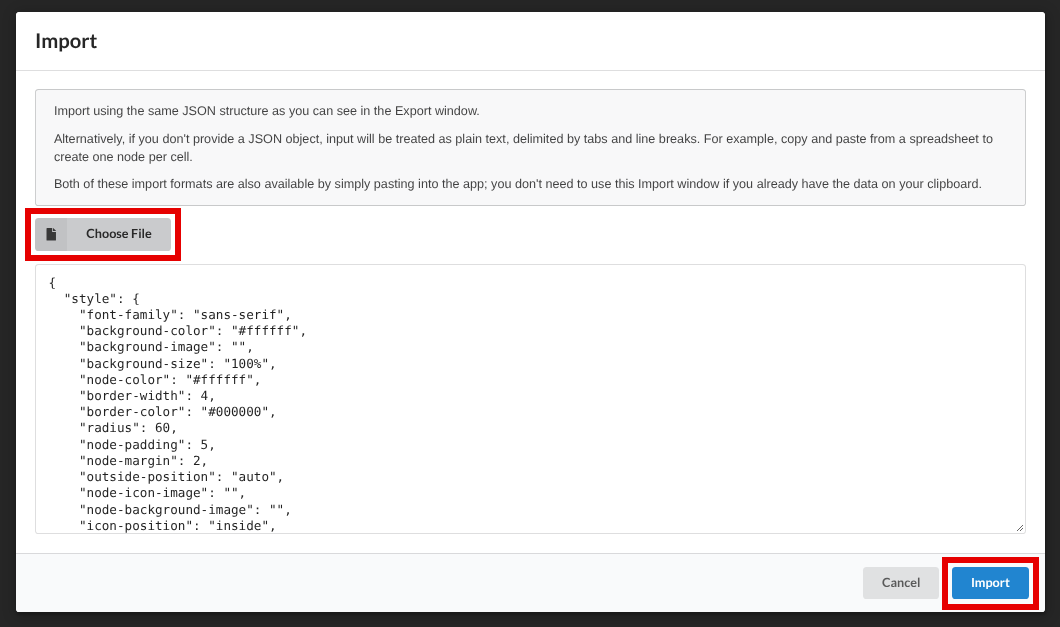 Import
Import using the same JSON structure as you can see in the Export window.
Alternatively, if you don't provide a JSON object, input will be treated as plain text, delimited by tabs and line breaks. For example, copy and paste from a spreadsheet to
create one node per cell.
Both of these import formats are also available by simply pasting into the app; you don't need to use this Import window if you already have the data on your clipboard.
Choose File
{
  "style": {
    "font-family": "sans-serif",
    "background-color": "#ffffff",
    "background-image": "",
    "background-size": "100%",
    "node-color": "#ffffff",
    "border-width": 4,
    "border-color": "#000000",
    "radius": 60,
    "node-padding": 5,
    "node-margin": 2,
    "outside-position": "auto",
    "node-icon-image": "",
    "node-background-image": "",
    "icon-position": "inside",
Cancel
Import